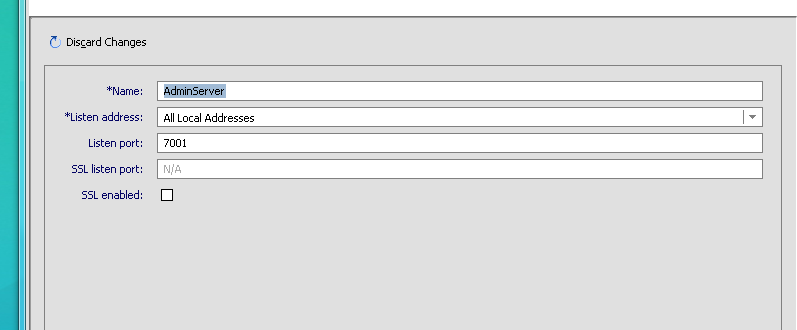 Discard Changes
*Name: AdminServer
*Listen address: All Local Addresses
Listen port: 7001
SSL listen port: N/A
SSL enabled: